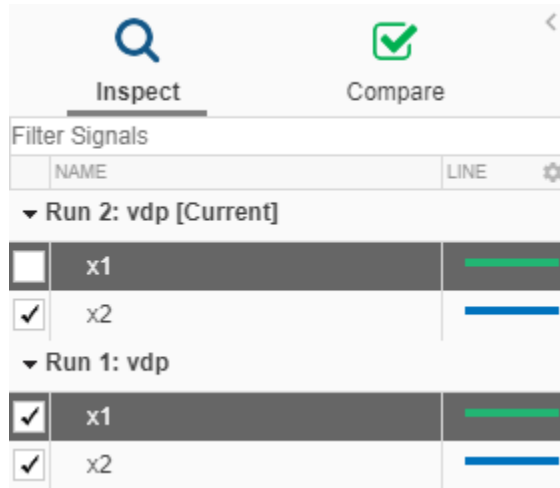 Inspect Compare
Filter Signals
NAME LINE
Run 2: vdp [Current]
x1
x2
Run 1: vdp
x1
x2